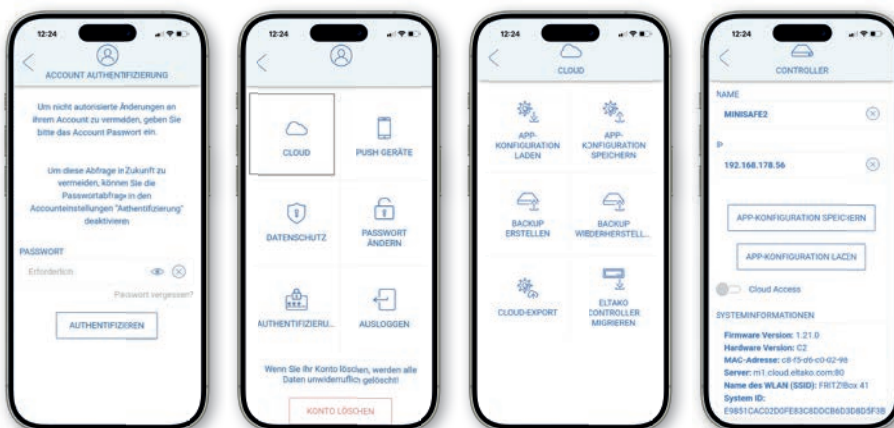 12:24
ACCOUNT AUTHENTIFIZIERUNG
Um nicht autorisierte Änderungen an
ihrem Account zu vermeiden, geben Sie
bitte das Account Passwort ein.
Um diese Abfrage in Zukunft zu
vermeiden, können Sie die
Passwortabfrage in den
Accounteinstellungen "Authentifizierung"
deaktivieren
PASSWORT
Erforderlich
Passwort vergessen?
AUTHENTIFIZIEREN
12:24
CLOUD
PUSH GERÄTE
DATENSCHUTZ
PASSWORT
ÄNDERN
AUTHENTIFIZIERU...
AUSLOGGEN
Wenn Sie Ihr Konto löschen, werden alle
Daten unwiderruflich gelöscht!
KONTO LÖSCHEN
12:24
CLOUD
APP-
KONFIGURATION
LADEN
APP-
KONFIGURATION
SPEICHERN
BACKUP
ERSTELLEN
BACKUP
WIEDERHERSTELL...
CLOUD-EXPORT
ELTAKO
CONTROLLER
MIGRIEREN
12:24
CONTROLLER
NAME
MINISAFE2
IP
192.168.178.56
APP-KONFIGURATION SPEICHERN
APP-KONFIGURATION LADEN
Cloud Access
SYSTEMINFORMATIONEN
Firmware Version: 1.21.0
Hardware Version: C2
MAC-Adresse: c8-f5-d6-c0-02-98
Server: m1.cloud.eltako.com:80
Name des WLAN (SSID): FRITZ!Box 41
System ID: